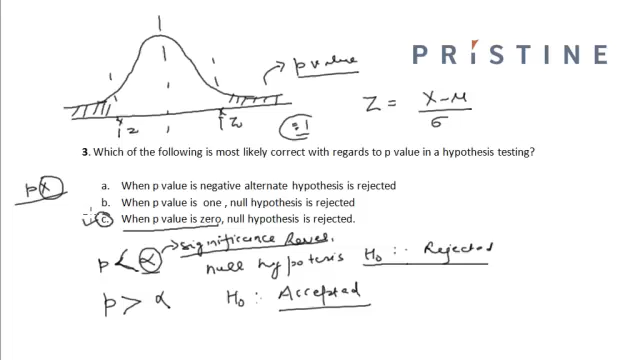 PRISTINE
p value
Z = X - μ / σ
z
z
= 1
3. Which of the following is most likely correct with regards to p value in a hypothesis testing?
a. When p value is negative alternate hypothesis is rejected
b. When p value is one, null hypothesis is rejected
c. When p value is zero, null hypothesis is rejected.
p < α → significance level
null hypotesis H₀ : Rejected
p > α H₀ : Accepted